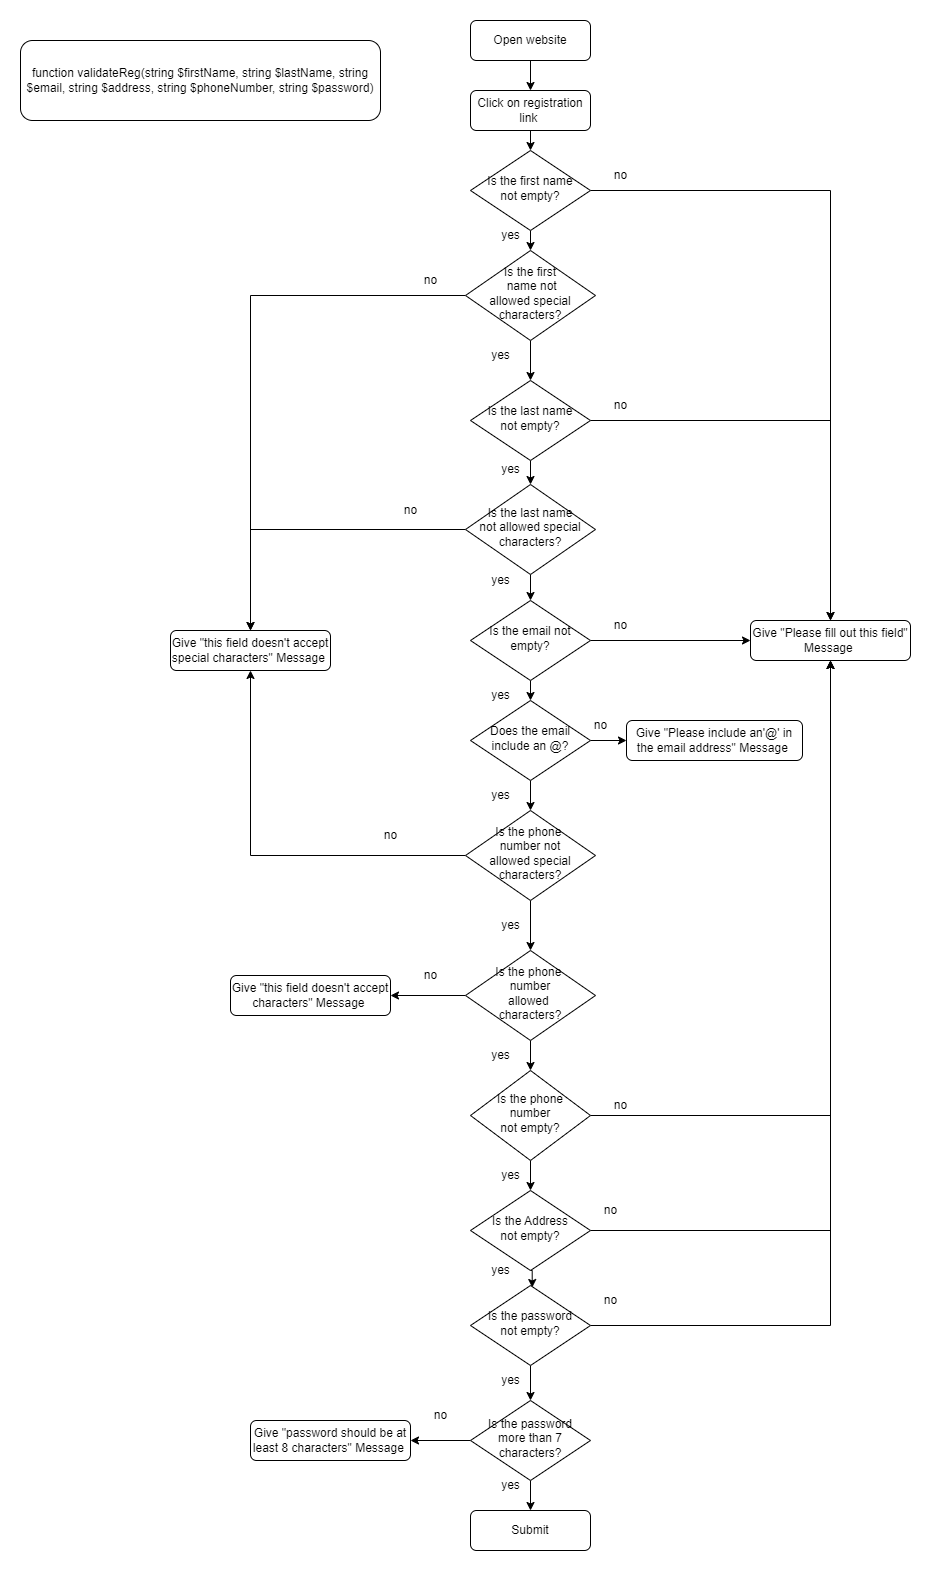 Open website
function validateReg(string $firstName, string $lastName, string
$email, string $address, string $phoneNumber, string $password)
Click on registration
link
Is the first name
not empty?
no
yes
Is the first
name not
allowed special
characters?
no
yes
Is the last name
not empty?
no
yes
Is the last name
not allowed special
characters?
no
yes
Is the email not
empty?
no
Give "Please fill out this field"
Message
Give "this field doesn't accept
special characters" Message
yes
Does the email
include an @?
no
Give "Please include an'@' in
the email address" Message
yes
Is the phone
number not
allowed special
characters?
no
yes
Is the phone
number
allowed
characters?
no
Give "this field doesn't accept
characters" Message
yes
Is the phone
number
not empty?
no
yes
Is the Address
not empty?
no
yes
Is the password
not empty?
no
yes
Is the password
more than 7
characters?
no
Give "password should be at
least 8 characters" Message
yes
Submit